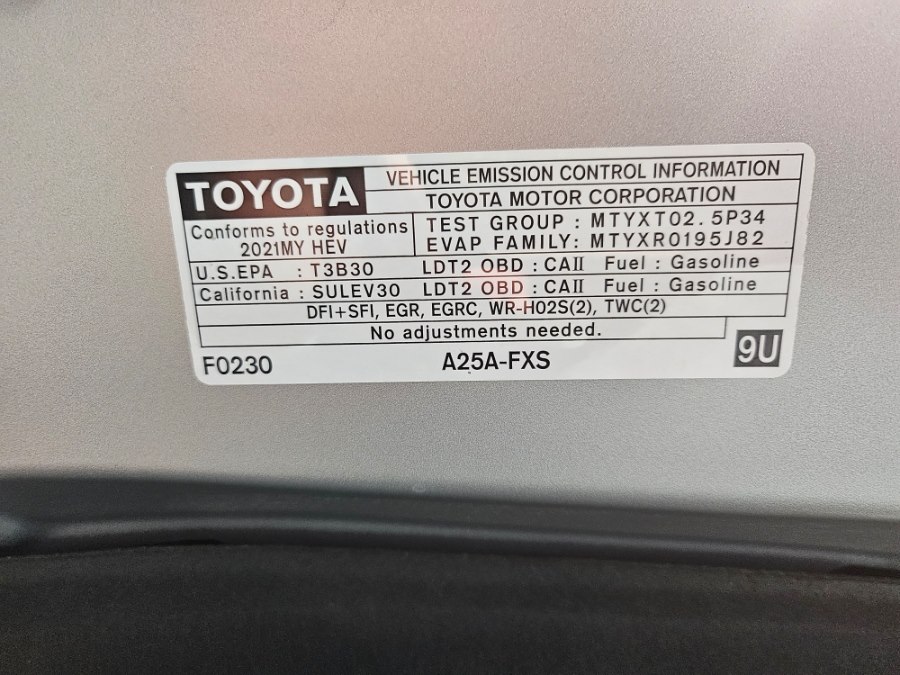 TOYOTA
VEHICLE EMISSION CONTROL INFORMATION
TOYOTA MOTOR CORPORATION
Conforms to regulations
2021MY HEV
TEST GROUP : MTYXT02.5P34
EVAP FAMILY: MTYXR0195J82
U.S.EPA : T3B30 LDT2 OBD : CAII Fuel : Gasoline
California : SULEV30 LDT2 OBD : CAII Fuel : Gasoline
DFI+SFI, EGR, EGRC, WR-HO2S(2), TWC(2)
No adjustments needed.
F0230 A25A-FXS 9U